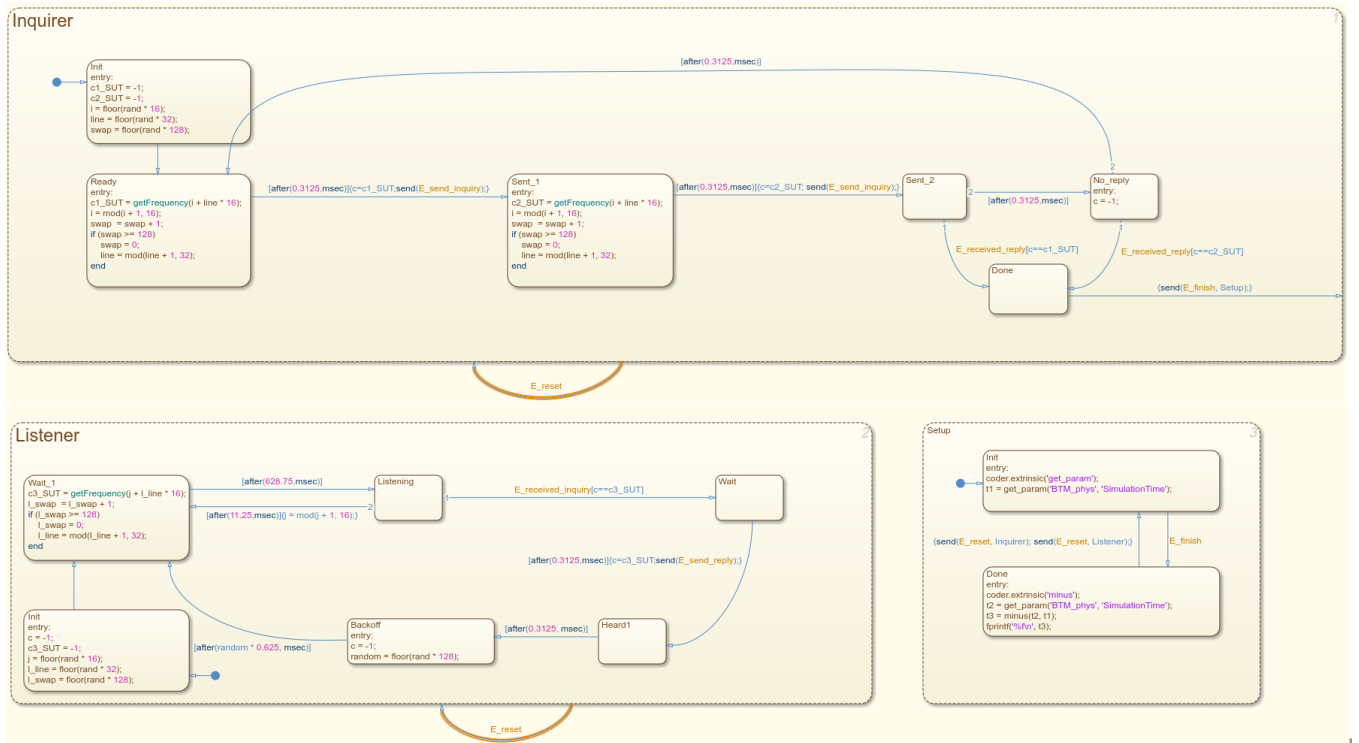 Inquirer
1
Init
entry:
c1_SUT = -1;
c2_SUT = -1;
i = floor(rand * 16);
line = floor(rand * 32);
swap = floor(rand * 128);
[after(0.3125,msec)]
Ready
entry:
c1_SUT = getFrequency(i + line * 16);
i = mod(i + 1, 16);
swap  = swap + 1;
if (swap >= 128)
swap = 0;
line = mod(line + 1, 32);
end
[after(0.3125,msec)]{c=c1_SUT;send(E_send_inquiry);}
Sent_1
entry:
c2_SUT = getFrequency(i + line * 16);
i = mod(i + 1, 16);
swap  = swap + 1;
if (swap >= 128)
swap = 0;
line = mod(line + 1, 32);
end
[after(0.3125,msec)]{c=c2_SUT; send(E_send_inquiry);}
Sent_2
2
[after(0.3125,msec)]
1
2
No_reply
entry:
c = -1;
1
E_received_reply[c==c1_SUT]
E_received_reply[c==c2_SUT]
Done
{send(E_finish, Setup);}
E_reset
Listener
2
Wait_1
c3_SUT = getFrequency(j + l_line * 16);
l_swap  = l_swap + 1;
if (l_swap >= 128)
l_swap = 0;
l_line = mod(l_line + 1, 32);
end
[after(628.75,msec)]
[after(11.25,msec)]{j = mod(j + 1, 16);}
Listening
1
2
E_received_inquiry[c==c3_SUT]
Wait
[after(0.3125,msec)]{c=c3_SUT;send(E_send_reply);}
Init
entry:
c = -1;
c3_SUT = -1;
j = floor(rand * 16);
l_line = floor(rand * 32);
l_swap = floor(rand * 128);
[after(random * 0.625, msec)]
Backoff
entry:
c = -1;
random = floor(rand * 128);
[after(0.3125, msec)]
Heard1
E_reset
Setup
3
Init
entry:
coder.extrinsic('get_param');
t1 = get_param('BTM_phys', 'SimulationTime');
{send(E_reset, Inquirer); send(E_reset, Listener);}
E_finish
Done
entry:
coder.extrinsic('minus');
t2 = get_param('BTM_phys', 'SimulationTime');
t3 = minus(t2, t1);
fprintf('%f\n', t3);